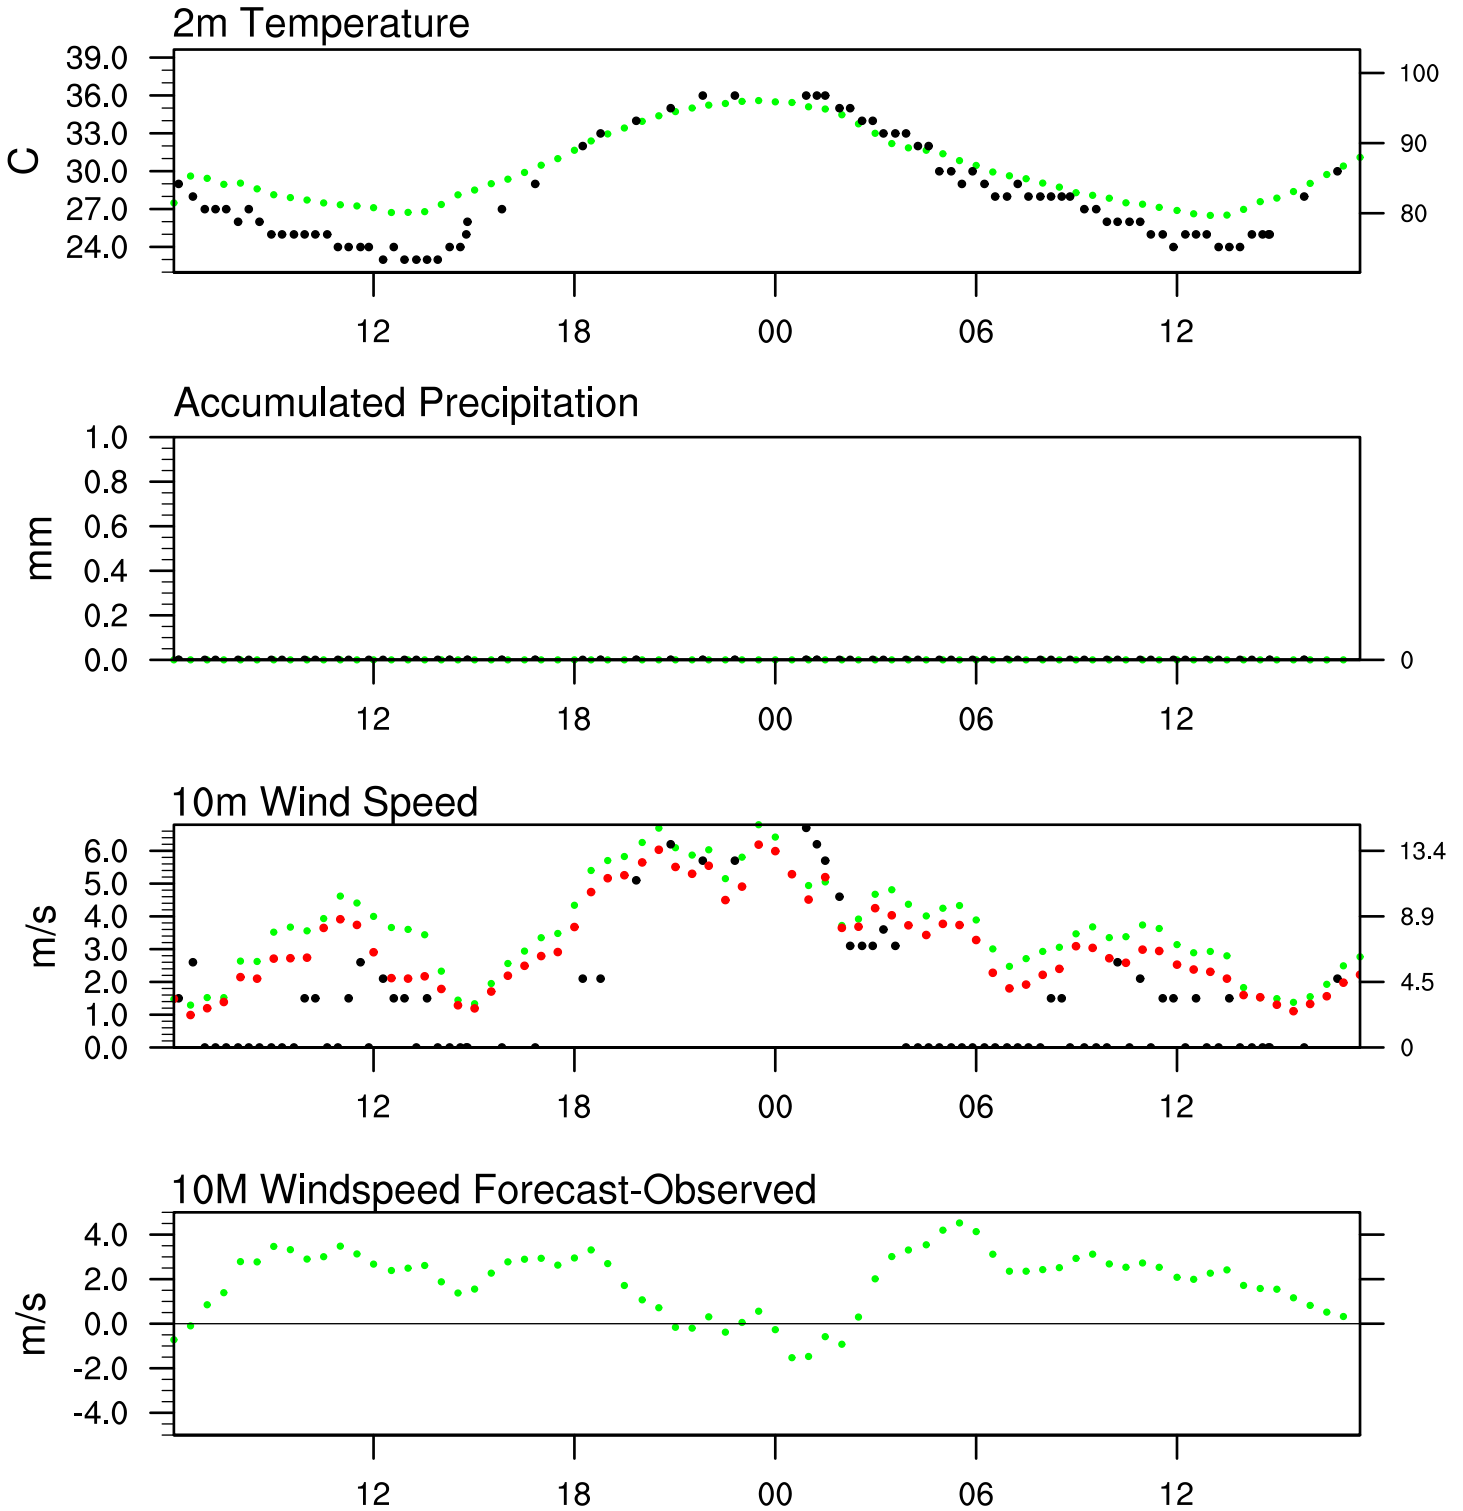 2m Temperature
39.0
36.0
33.0
30.0
27.0
24.0
C
100
90
80
12 18 00 06 12
Accumulated Precipitation
1.0
0.8
0.6
0.4
0.2
0.0
mm
0
12 18 00 06 12
10m Wind Speed
6.0
5.0
4.0
3.0
2.0
1.0
0.0
m/s
13.4
8.9
4.5
0
12 18 00 06 12
10M Windspeed Forecast-Observed
4.0
2.0
0.0
-2.0
-4.0
m/s
12 18 00 06 12